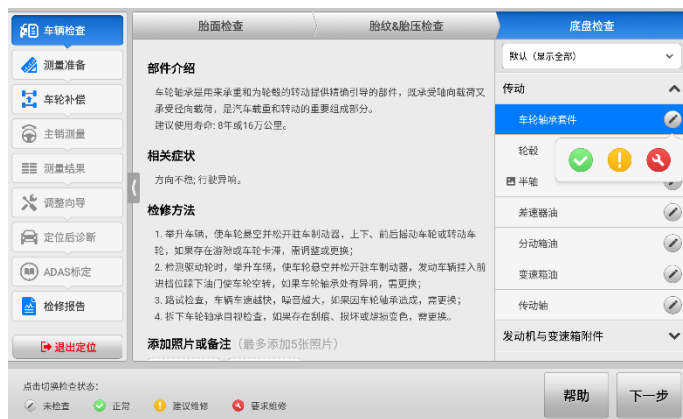 车辆检查
胎面检查
胎纹&胎压检查
底盘检查
测量准备
车轮补偿
主销测量
测量结果
调整向导
定位后诊断
ADAS标定
检修报告
退出定位
部件介绍
车轮轴承是用来承重和为轮毂的转动提供精确引导的部件，既承受轴向载荷又
承受径向载荷，是汽车载重和转动的重要组成部分。
建议使用寿命: 8年或16万公里。
相关症状
方向不稳; 行驶异响。
检修方法
1. 举升车辆，使车轮悬空并松开驻车制动器，上下、前后摇动车轮或转动车
轮，如果存在游隙或车轮卡滞，需调整或更换；
2. 检测驱动轮时，举升车辆，使车轮悬空并松开驻车制动器，发动车辆挂入前
进档位踩下油门使车轮空转，如果车轮轴承处有异响，需更换；
3. 路试检查，车辆车速越快，噪音越大，如果因车轮轴承造成，需更换；
4. 拆下车轮轴承目视检查，如果存在刮痕、损坏或烧损变色，需更换。
添加照片或备注（最多添加5张照片）
默认（显示全部）
传动
车轮轴承套件
轮毂
半轴
差速器油
分动箱油
变速箱油
传动轴
发动机与变速箱附件
点击切换检查状态：
未检查 正常 建议维修 要求维修
帮助
下一步